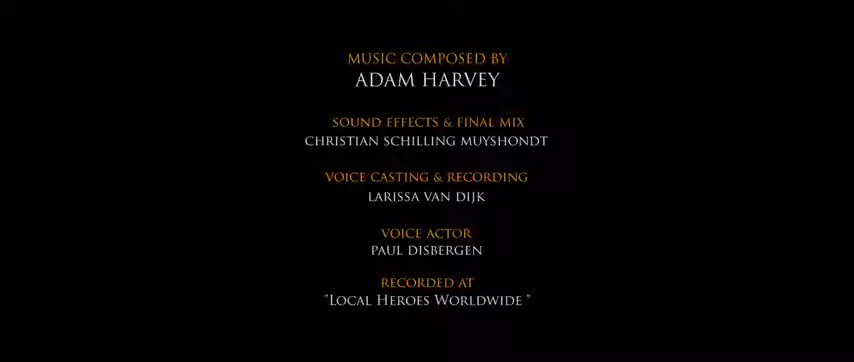 MUSIC COMPOSED BY
ADAM HARVEY
SOUND EFFECTS & FINAL MIX
CHRISTIAN SCHILLING MUYSHONDT
VOICE CASTING & RECORDING
LARISSA VAN DIJK
VOICE ACTOR
PAUL DISBERGEN
RECORDED AT
"LOCAL HEROES WORLDWIDE "